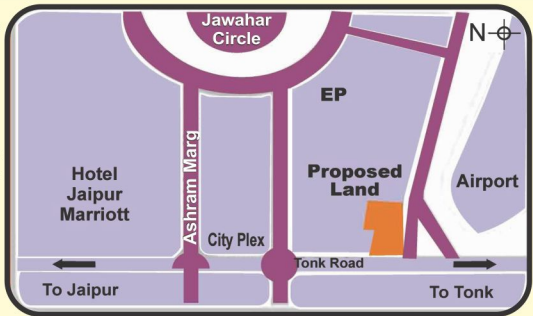 Jawahar
Circle
N
EP
Ashram Marg
Hotel
Jaipur
Marriott
Proposed
Land
Airport
City Plex
Tonk Road
To Jaipur
To Tonk